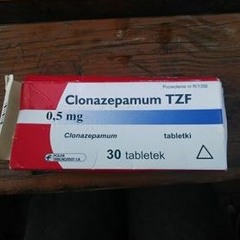 Clonazepamum TZF
0,5 mg
Clonazepamum tabletki
30 tabletek